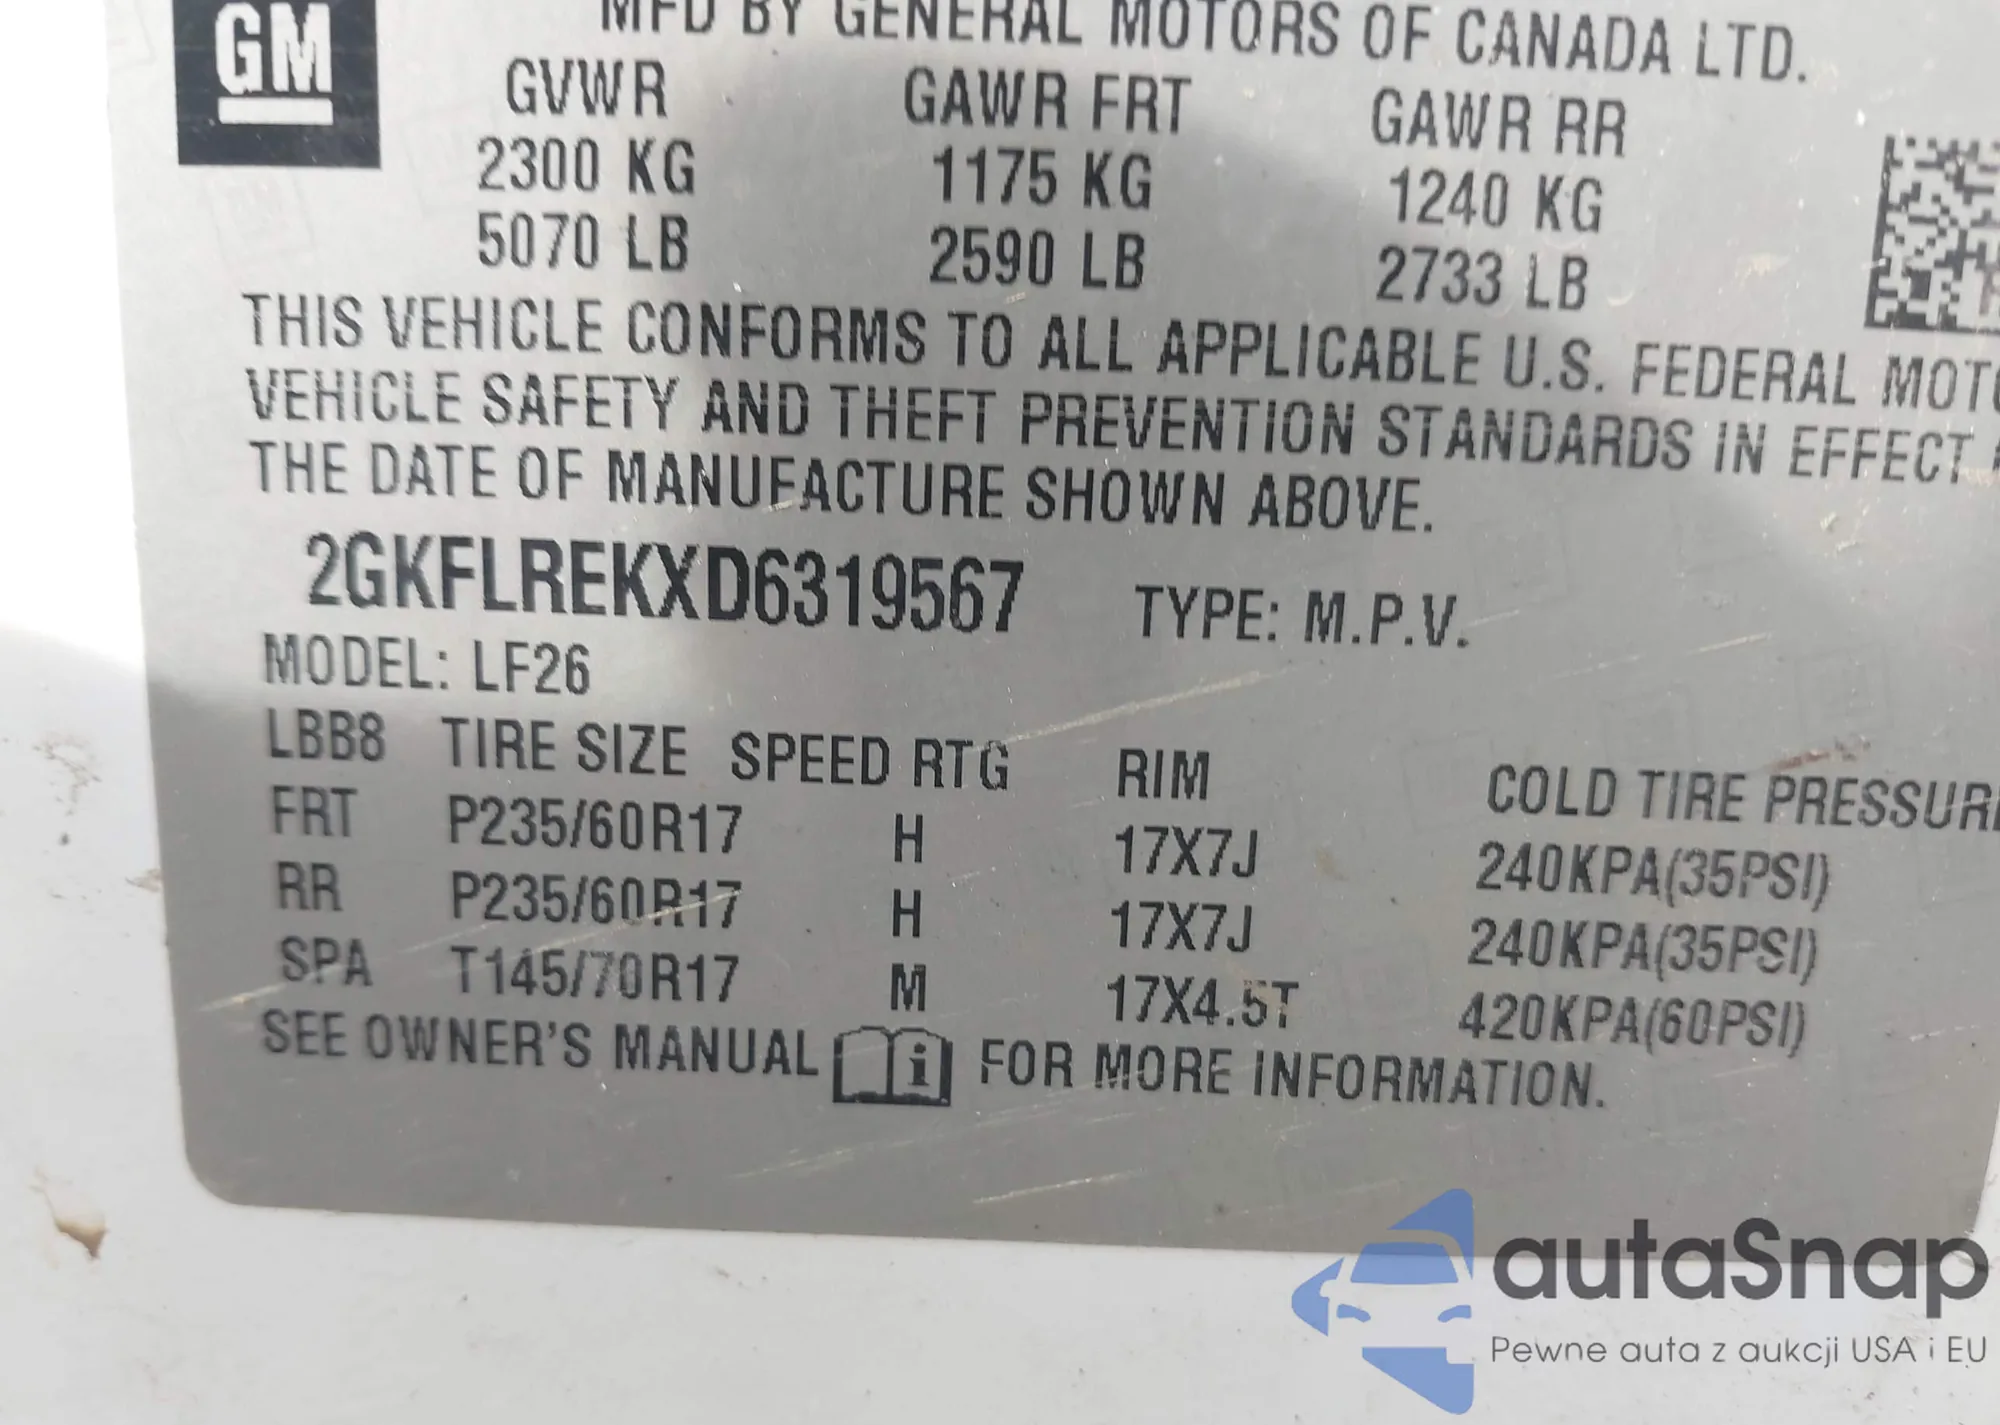 GM
MFD BY GENERAL MOTORS OF CANADA LTD.
GVWR GAWR FRT GAWR RR
2300 KG 1175 KG 1240 KG
5070 LB 2590 LB 2733 LB
THIS VEHICLE CONFORMS TO ALL APPLICABLE U.S. FEDERAL MOTO
VEHICLE SAFETY AND THEFT PREVENTION STANDARDS IN EFFECT
THE DATE OF MANUFACTURE SHOWN ABOVE.
2GKFLREKXD6319567 TYPE: M.P.V.
MODEL: LF26
LBB8 TIRE SIZE SPEED RTG RIM COLD TIRE PRESSUR
FRT P235/60R17 H 17X7J 240KPA(35PSI)
RR P235/60R17 H 17X7J 240KPA(35PSI)
SPA T145/70R17 M 17X4.5T 420KPA(60PSI)
SEE OWNER'S MANUAL i FOR MORE INFORMATION.
autaSnap
Pewne auta z aukcji USA i EU